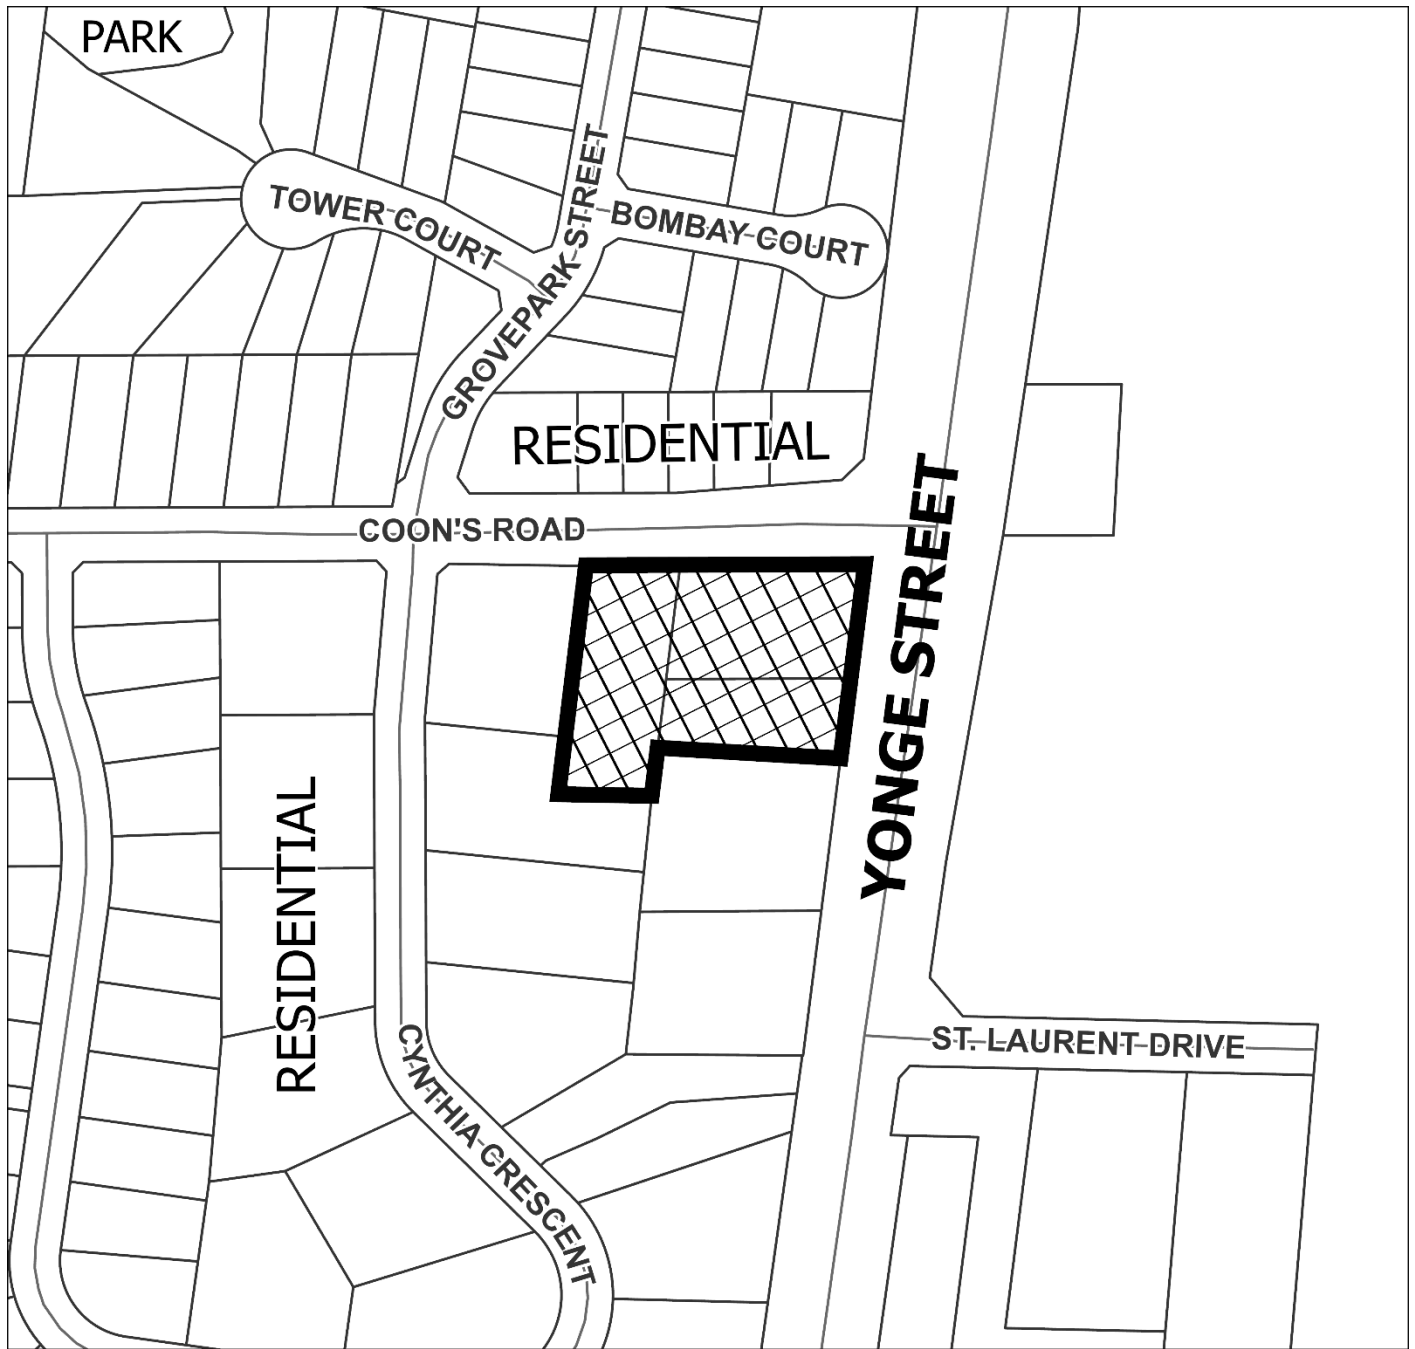 PARK
TOWER COURT
GROVEPARK STREET
BOMBAY COURT
RESIDENTIAL
COON'S ROAD
YONGE STREET
RESIDENTIAL
CYNTHIA CRESCENT
ST. LAURENT DRIVE